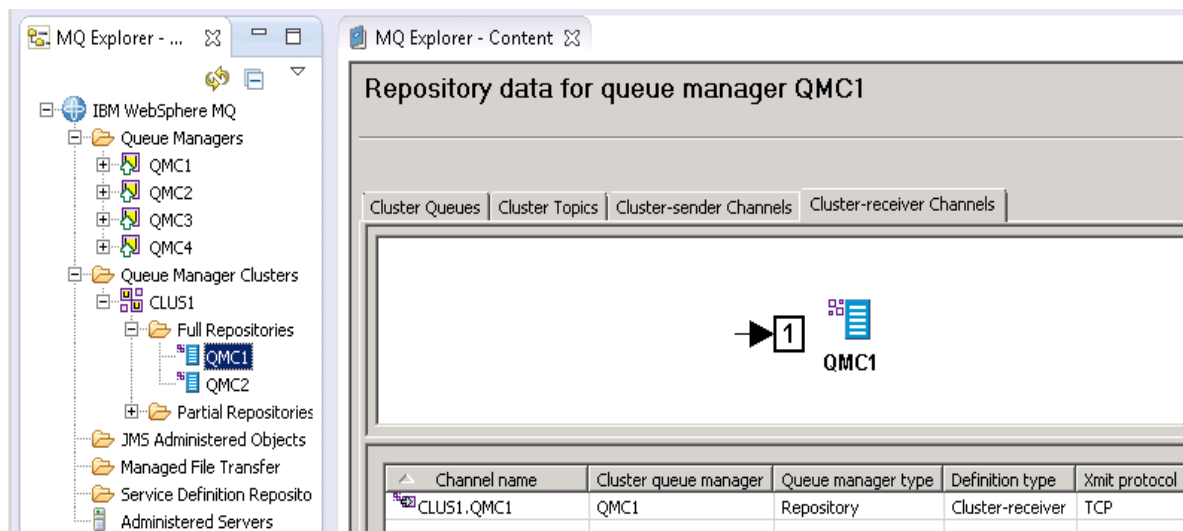 MQ Explorer - ...
IBM WebSphere MQ
Queue Managers
QMC1
QMC2
QMC3
QMC4
Queue Manager Clusters
CLUS1
Full Repositories
QMC1
QMC2
Partial Repositories
JMS Administered Objects
Managed File Transfer
Service Definition Reposito
Administered Servers
MQ Explorer - Content
Repository data for queue manager QMC1
Cluster Queues Cluster Topics Cluster-sender Channels Cluster-receiver Channels
1
QMC1
Channel name Cluster queue manager Queue manager type Definition type Xmit protocol
CLUS1.QMC1 QMC1 Repository Cluster-receiver TCP